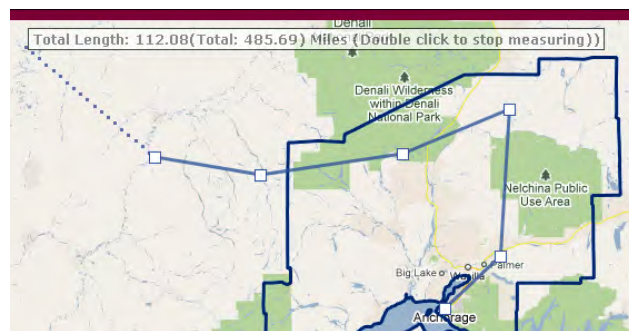 Denali
Total Length: 112.08(Total: 485.69) Miles (Double click to stop measuring))
Denali Wilderness
within Denali
National Park
Nelchina Public
Use Area
Palmer
Big Lake
Anchorage